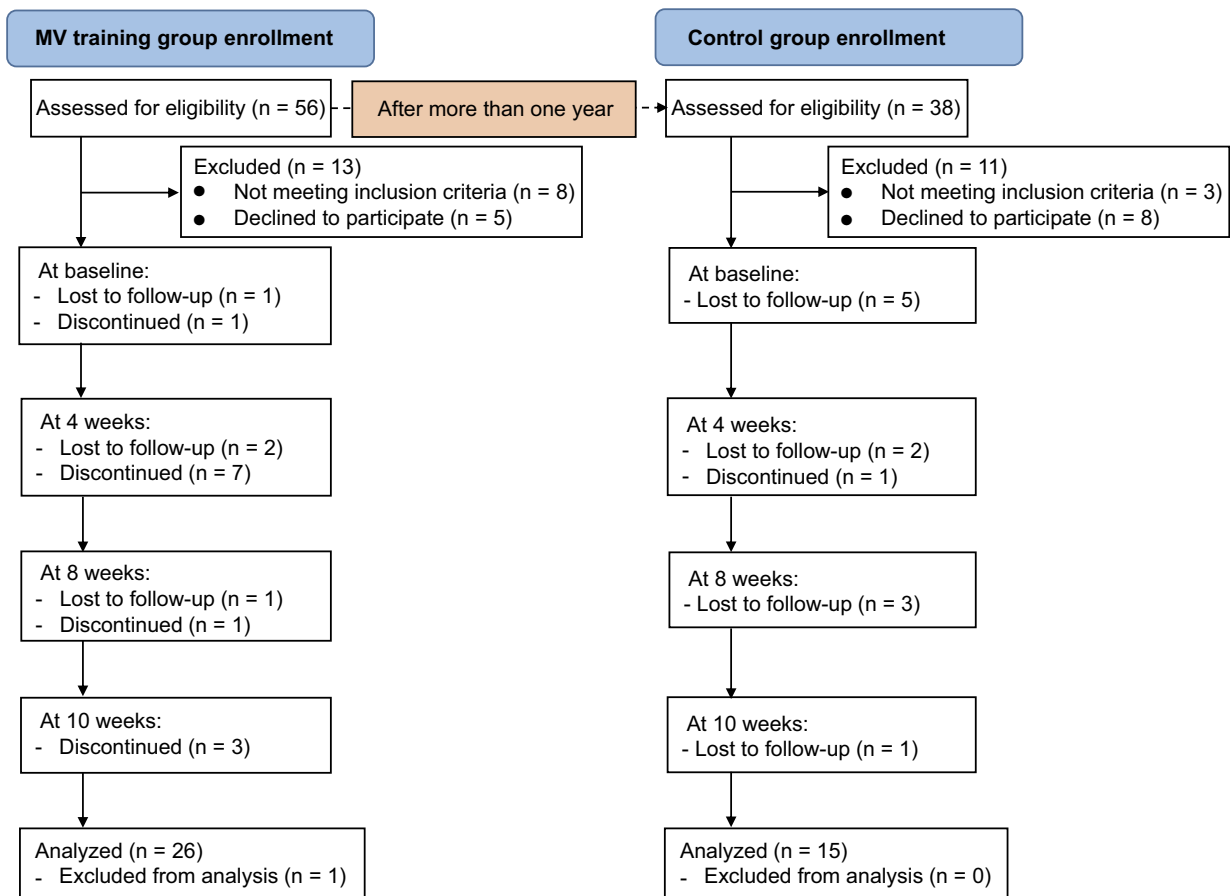 MV training group enrollment
Assessed for eligibility (n = 56)
Excluded (n = 13)
● Not meeting inclusion criteria (n = 8)
● Declined to participate (n = 5)
At baseline:
- Lost to follow-up (n = 1)
- Discontinued (n = 1)
At 4 weeks:
- Lost to follow-up (n = 2)
- Discontinued (n = 7)
At 8 weeks:
- Lost to follow-up (n = 1)
- Discontinued (n = 1)
At 10 weeks:
- Discontinued (n = 3)
Analyzed (n = 26)
- Excluded from analysis (n = 1)
After more than one year
Control group enrollment
Assessed for eligibility (n = 38)
Excluded (n = 11)
● Not meeting inclusion criteria (n = 3)
● Declined to participate (n = 8)
At baseline:
- Lost to follow-up (n = 5)
At 4 weeks:
- Lost to follow-up (n = 2)
- Discontinued (n = 1)
At 8 weeks:
- Lost to follow-up (n = 3)
At 10 weeks:
- Lost to follow-up (n = 1)
Analyzed (n = 15)
- Excluded from analysis (n = 0)